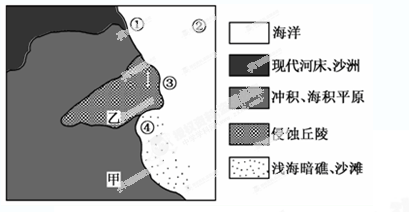 ① ②
③
乙
④
甲
海洋
现代河床、沙洲
冲积、海积平原
侵蚀丘陵
浅海暗礁、沙滩